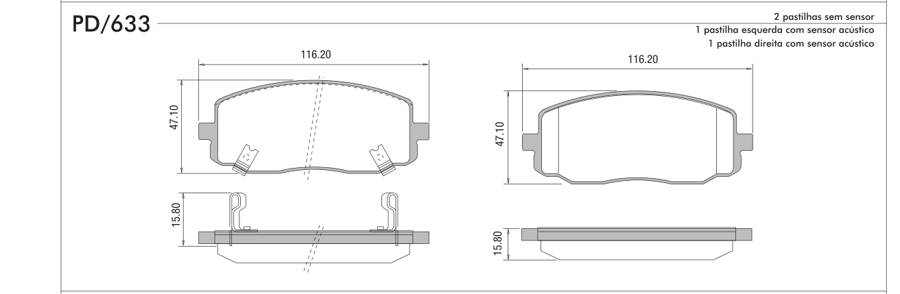 PD/633
2 pastilhas sem sensor
1 pastilha esquerda com sensor acústico
1 pastilha direita com sensor acústico
116.20
116.20
47.10
47.10
15.80
15.80